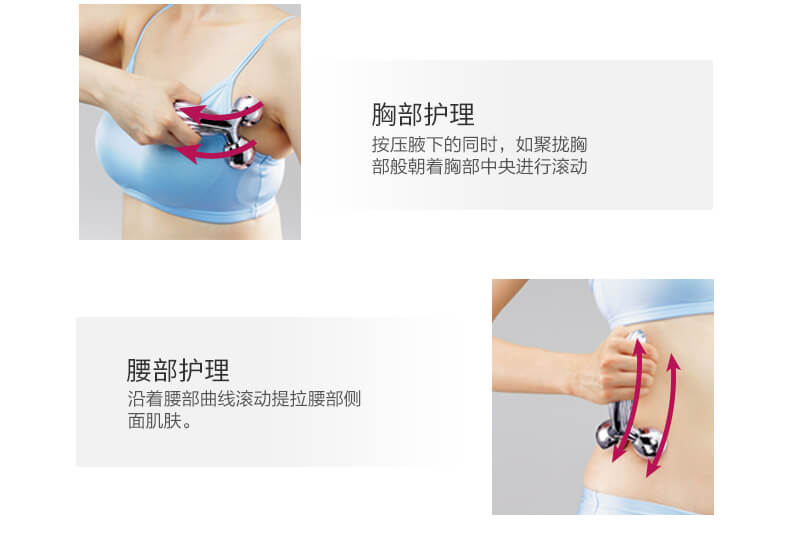 胸部护理
按压腋下的同时，如聚拢胸
部般朝着胸部中央进行滚动
腰部护理
沿着腰部曲线滚动提拉腰部侧
面肌肤。